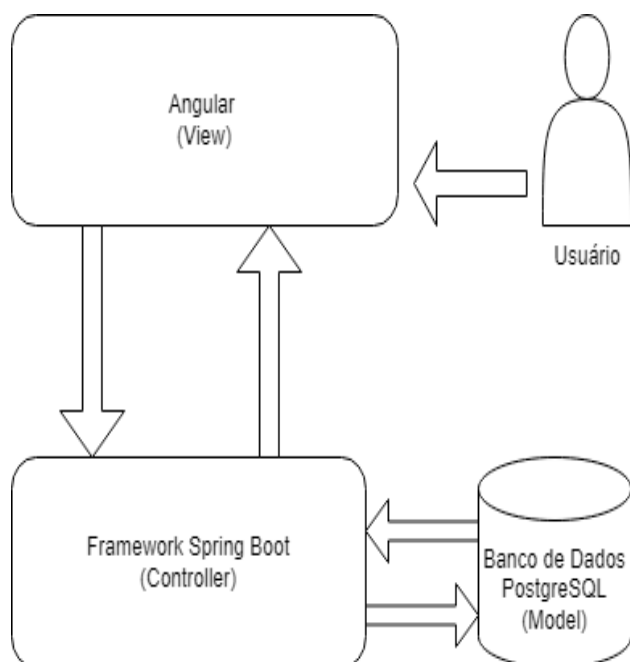 Angular
(View)
Usuário
Framework Spring Boot
(Controller)
Banco de Dados
PostgreSQL
(Model)